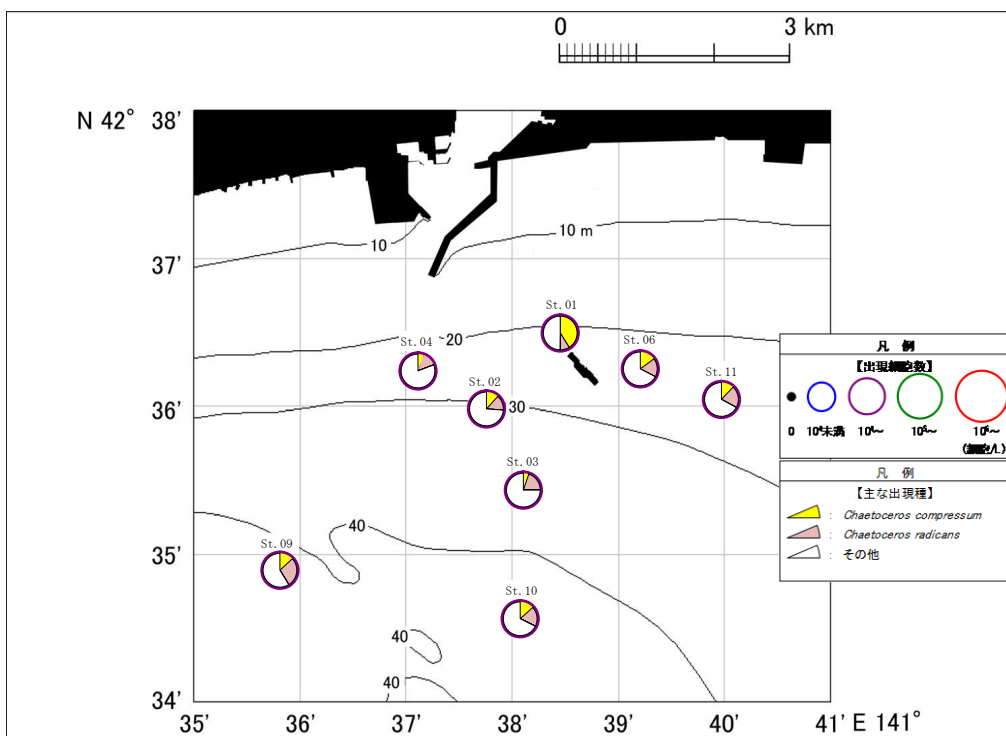 0 3 km
N 42° 38'
10
10 m
37'
St. 01
St. 04
20
St. 06
St. 02
St. 11
36'
30
St. 03
40
35'
St. 09
St. 10
40
40
34'
35' 36' 37' 38' 39' 40' 41' E 141°
凡 例
【出現細胞数】
0 10⁴未満 10⁴~
(細胞/L)
凡 例
【主な出現種】
: Chaetoceros compressum
: Chaetoceros radicans
: その他